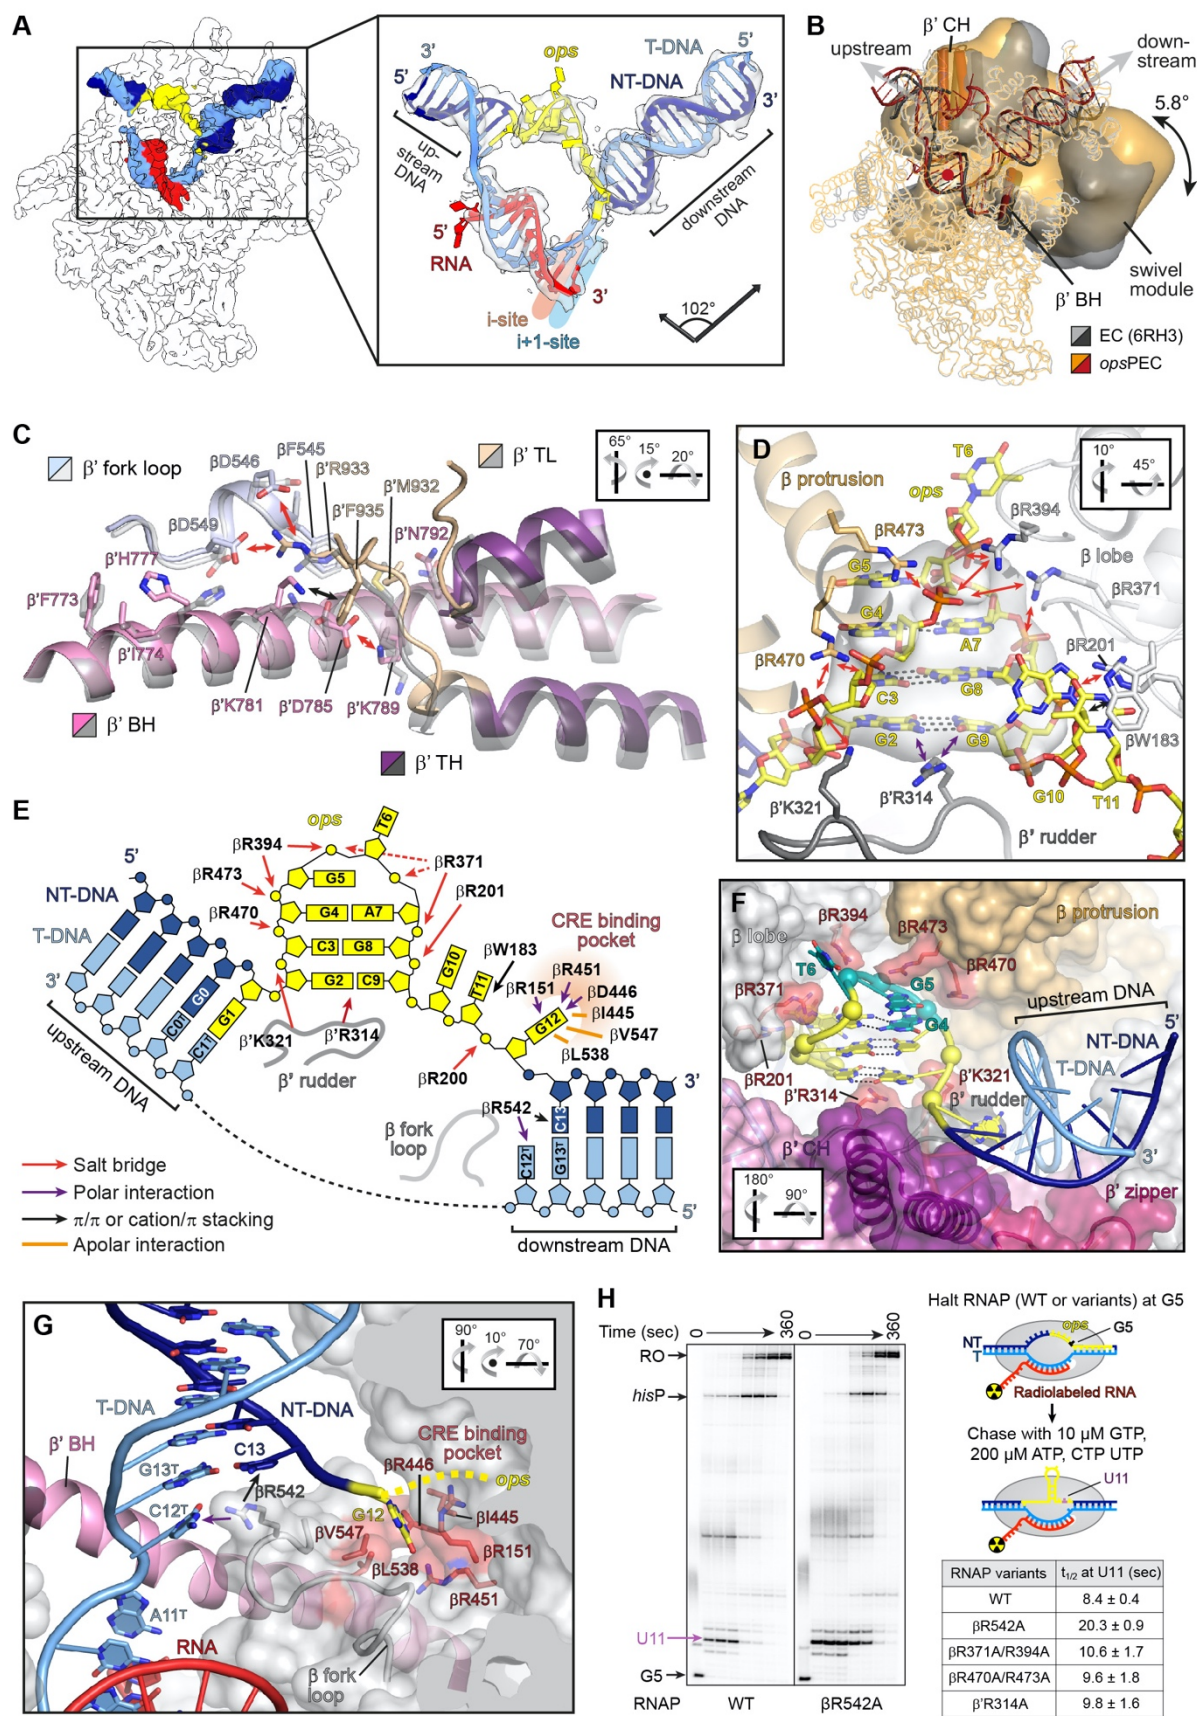 A
3'
5'
ops
T-DNA
NT-DNA
5'
3'
up-
stream
DNA
downstream
DNA
5'
RNA
3'
i-site
i+1-site
102°
B
β' CH
upstream
down-
stream
5.8°
swivel
module
β' BH
EC (6RH3)
opsPEC
C
β' fork loop
βD546
βF545
β'R933
β' TL
β'M932
β'F935
β'N792
βD549
β'H777
β'F773
β'I774
β'K781
β'D785
β'K789
β' BH
β' TH
65°
15°
20°
D
T6
10°
45°
β protrusion
ops
βR394
βR473
G5
β lobe
βR371
G4
A7
βR470
βR201
C3
G8
G2
G9
βW183
β'K321
β'R314
G10
T11
β' rudder
E
ops
T6
5'
βR394
βR371
NT-DNA
βR473
G5
T-DNA
βR470
G4
A7
βR201
3'
C3
G8
βW183
CRE binding
pocket
G0
G2
C9
G10
T11
βR451
βR151
βD446
C0ᵀ
G1
G12
βI445
C1ᵀ
βV547
β'K321
β'R314
βL538
upstream DNA
β' rudder
βR200
3'
βR542
C13
β fork
loop
C12ᵀ
G13ᵀ
5'
downstream DNA
Salt bridge
Polar interaction
π/π or cation/π stacking
Apolar interaction
F
βR394
βR473
β protrusion
β lobe
T6
βR470
G5
upstream DNA
βR371
G4
5'
NT-DNA
T-DNA
βR201
β'K321
β'R314
β' rudder
β' CH
3'
β' zipper
180°
90°
G
90°
10°
70°
T-DNA
NT-DNA
β' BH
CRE binding
pocket
C13
G13ᵀ
βR446
ops
βR542
G12
C12ᵀ
βI445
βV547
βR151
βL538
βR451
A11ᵀ
RNA
β fork
loop
H
Time (sec)
0
360
0
360
RO
hisP
U11
G5
RNAP
WT
βR542A
Halt RNAP (WT or variants) at G5
ops
G5
NT
T
Radiolabeled RNA
Chase with 10 µM GTP,
200 µM ATP, CTP UTP
U11
RNAP variants t1/2 at U11 (sec)
WT 8.4 ± 0.4
βR542A 20.3 ± 0.9
βR371A/R394A 10.6 ± 1.7
βR470A/R473A 9.6 ± 1.8
β'R314A 9.8 ± 1.6